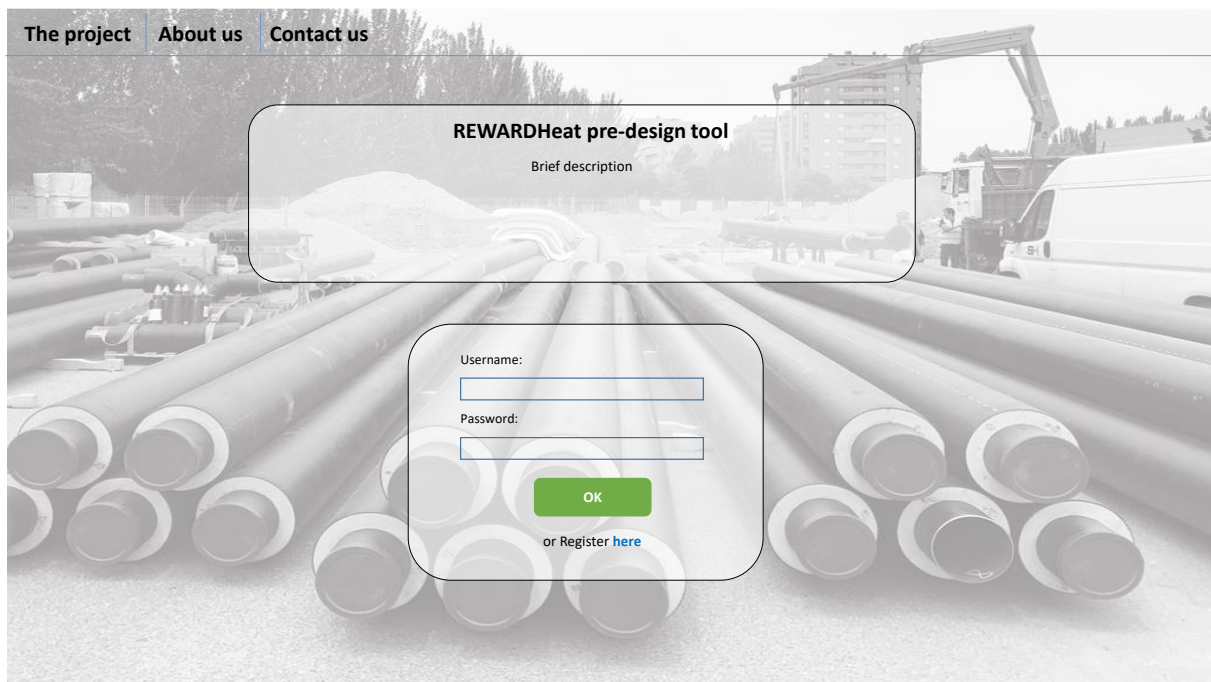 The project About us Contact us
REWARDHeat pre-design tool
Brief description
Username:
Password:
OK
or Register here